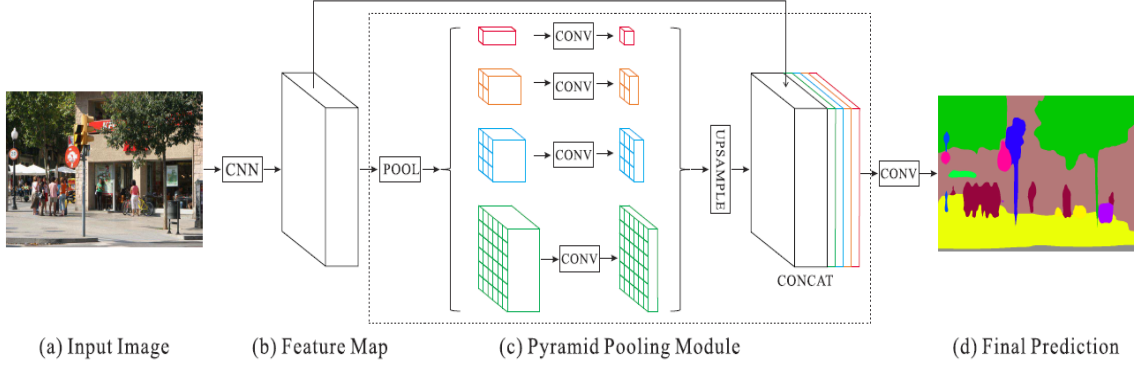 CNN
POOL
CONV
CONV
CONV
CONV
UPSAMPLE
CONCAT
CONV
(a) Input Image
(b) Feature Map
(c) Pyramid Pooling Module
(d) Final Prediction